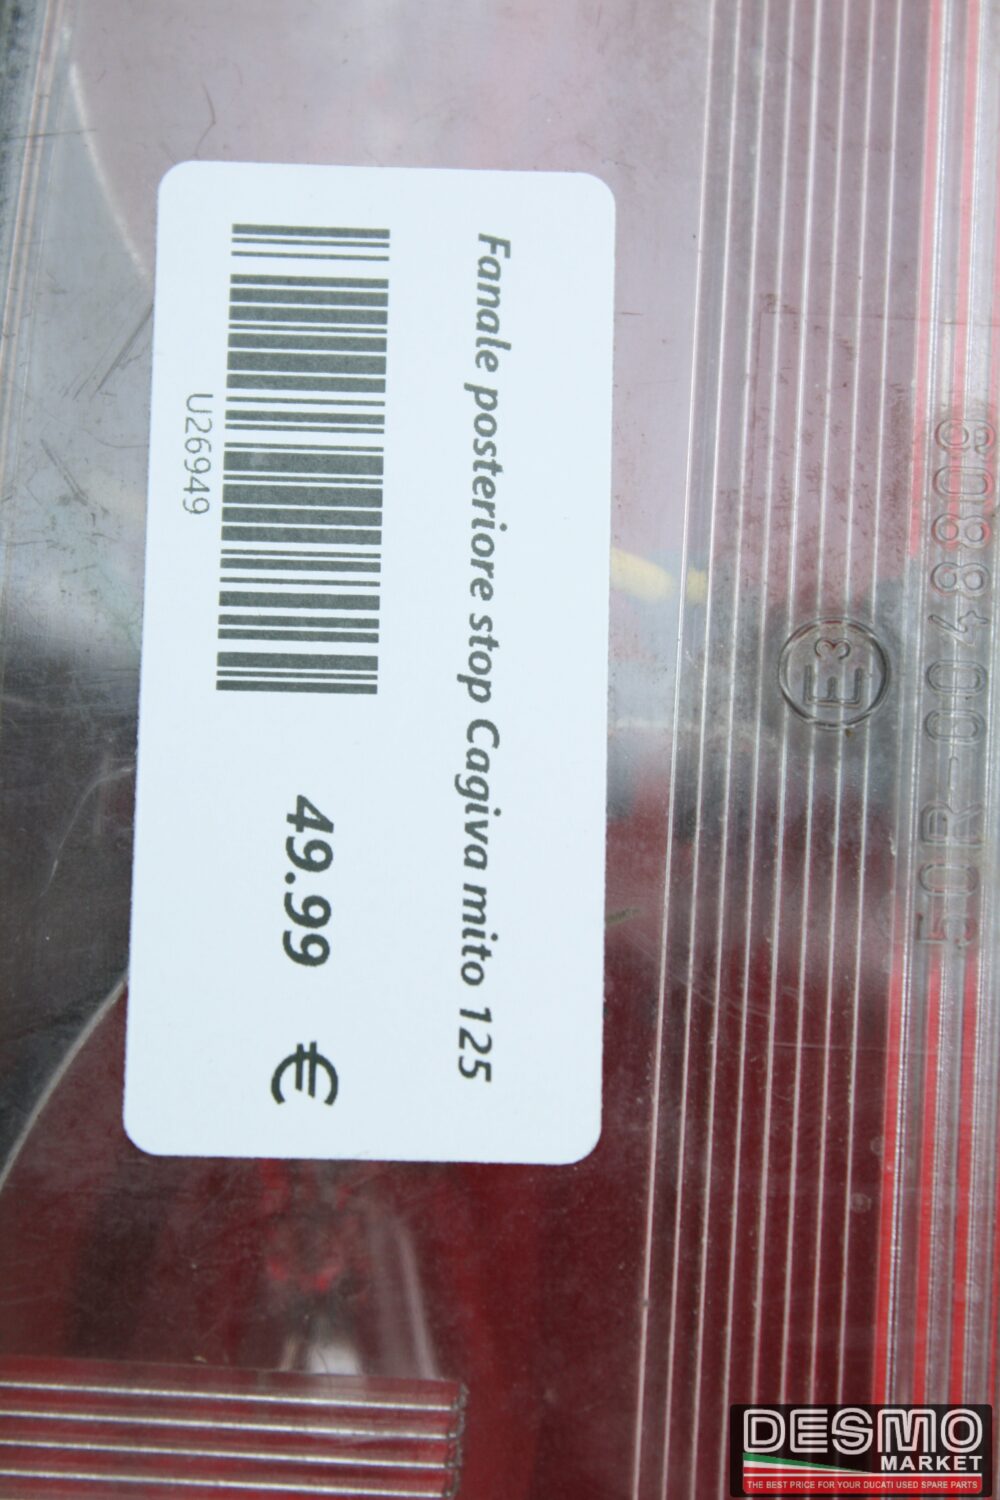 Fanale posteriore stop Cagiva mito 125
U26949
49.99 €
E3
50R-0048809
DESMO
MARKET
THE BEST PRICE FOR YOUR DUCATI USED SPARE PARTS